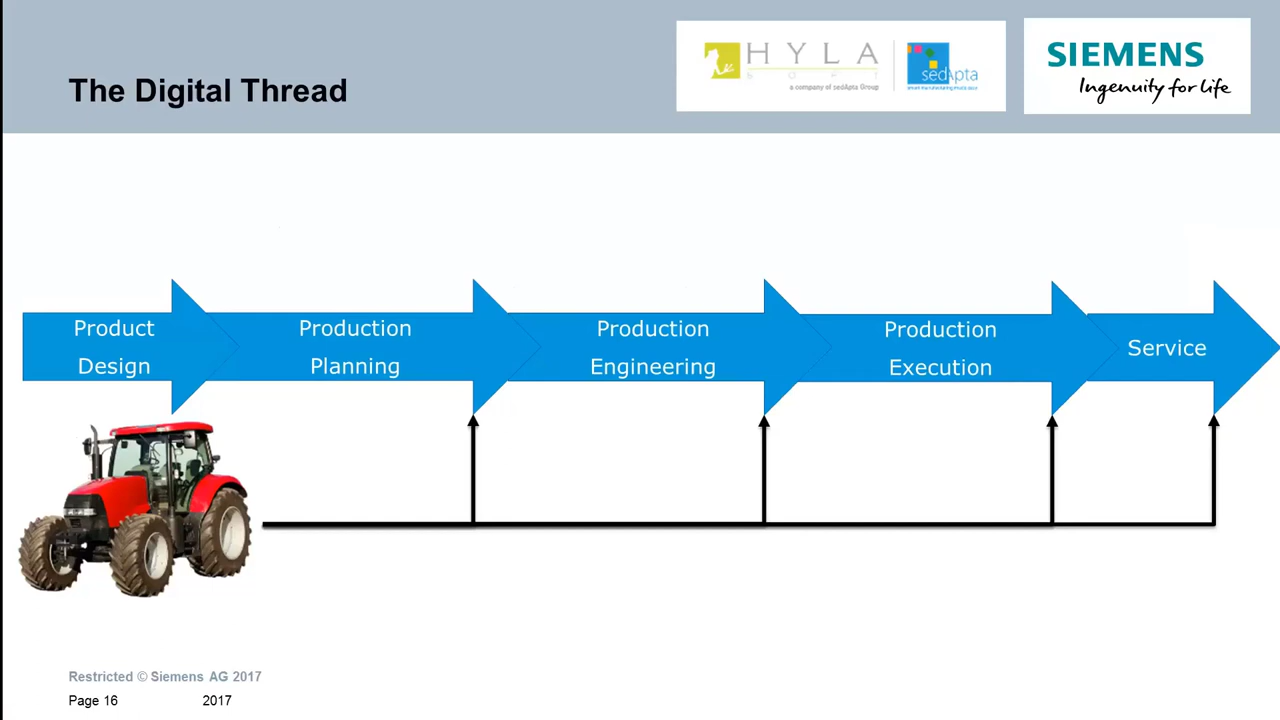 The Digital Thread
HYLA
soft
a company of sedApta Group
sedApta
SIEMENS
Ingenuity for life
Product
Design
Production
Planning
Production
Engineering
Production
Execution
Service
Restricted © Siemens AG 2017
Page 16
2017